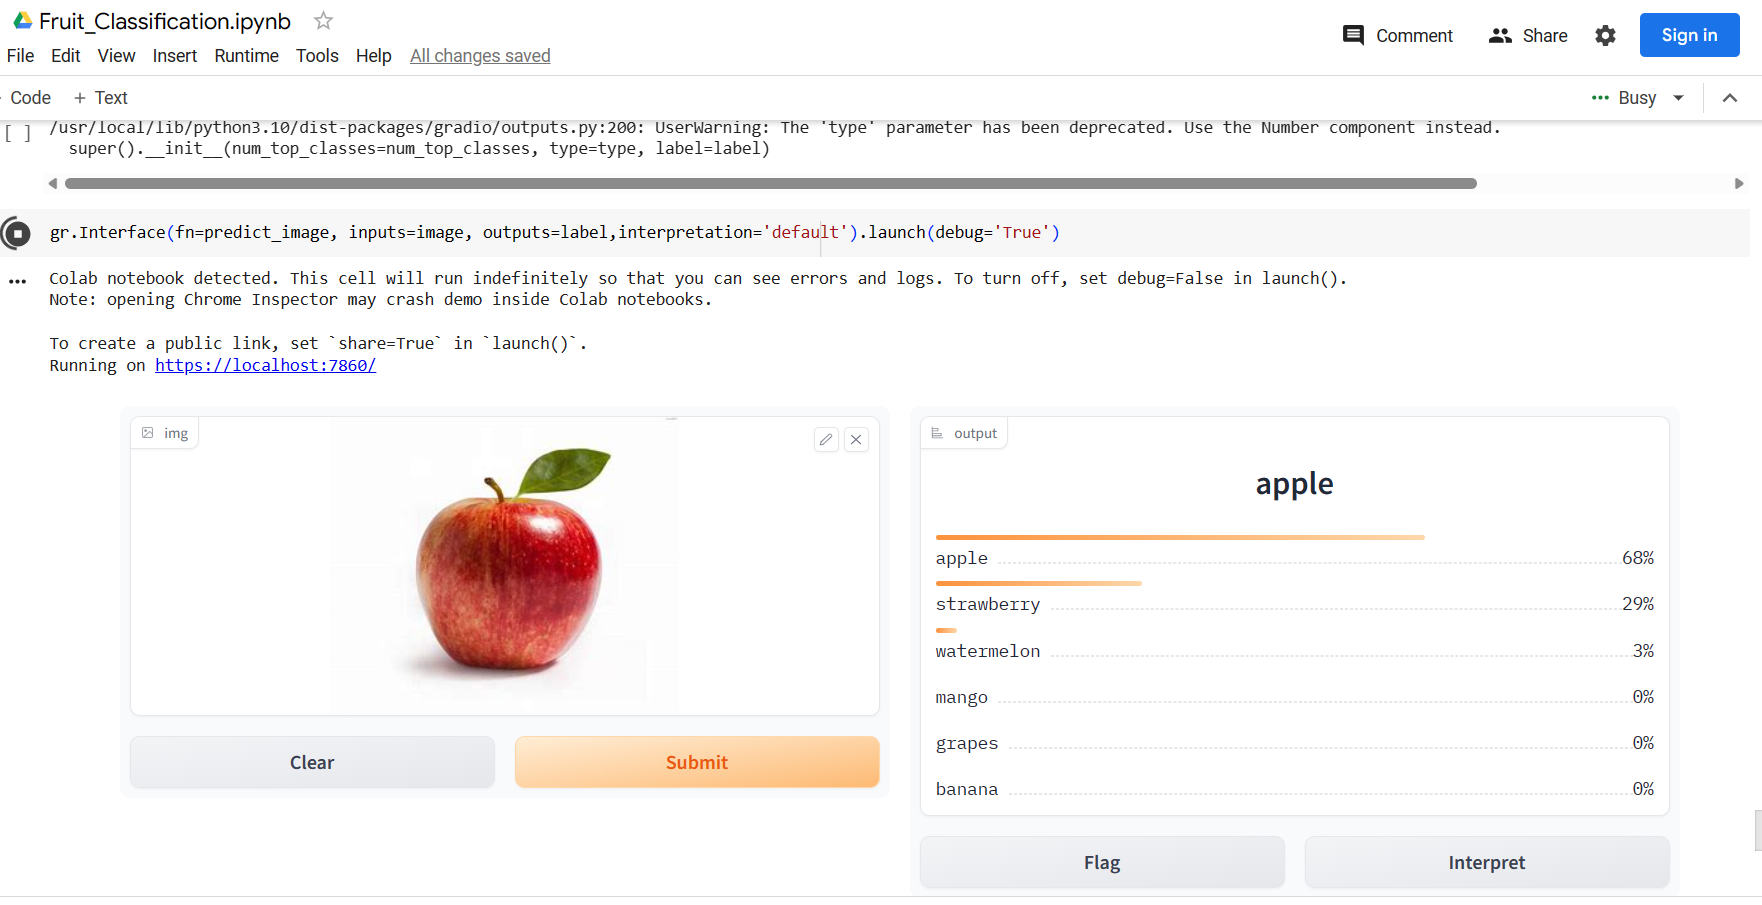 Fruit_Classification.ipynb
Comment
Share
Sign in
File Edit View Insert Runtime Tools Help All changes saved
Code + Text
Busy
[ ] /usr/local/lib/python3.10/dist-packages/gradio/outputs.py:200: UserWarning: The 'type' parameter has been deprecated. Use the Number component instead.
super().__init__(num_top_classes=num_top_classes, type=type, label=label)
gr.Interface(fn=predict_image, inputs=image, outputs=label,interpretation='default').launch(debug='True')
Colab notebook detected. This cell will run indefinitely so that you can see errors and logs. To turn off, set debug=False in launch().
Note: opening Chrome Inspector may crash demo inside Colab notebooks.
To create a public link, set `share=True` in `launch()`.
Running on https://localhost:7860/
img
Clear
Submit
output
apple
apple 68%
strawberry 29%
watermelon 3%
mango 0%
grapes 0%
banana 0%
Flag
Interpret